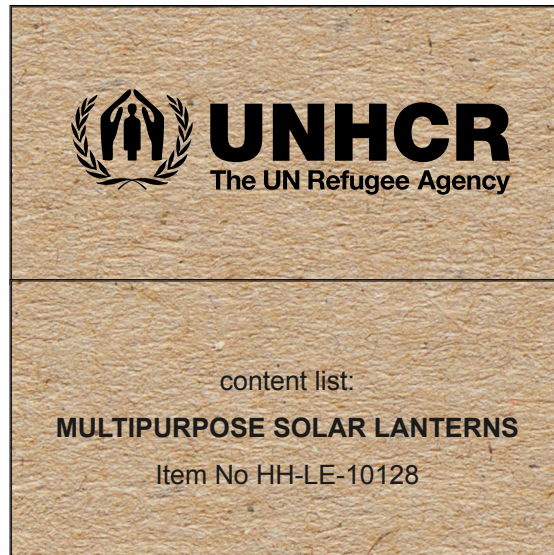 UNHCR
The UN Refugee Agency
content list:
MULTIPURPOSE SOLAR LANTERNS
Item No HH-LE-10128